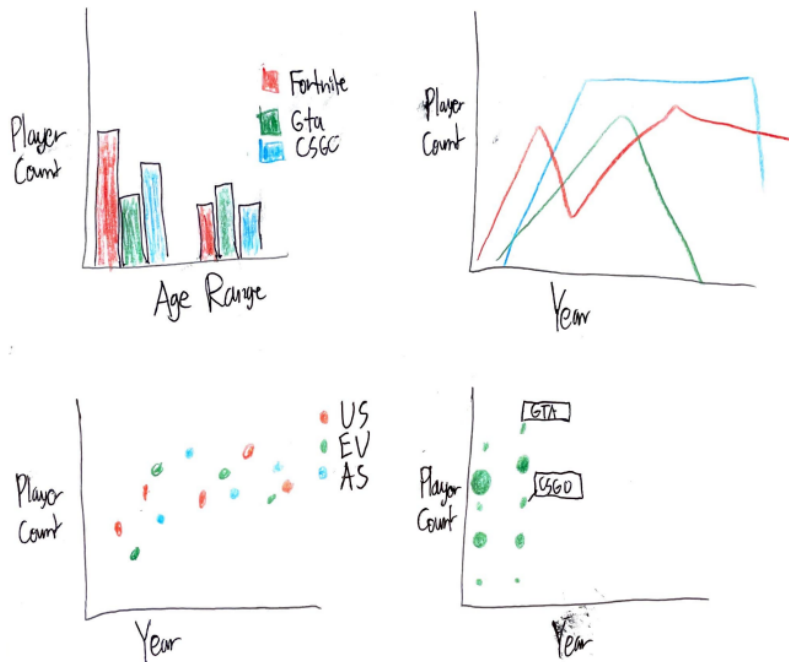 Player
Count
Fortnite
Gta
CSGO
Age Range
Player
Count
Year
Player
Count
US
EV
AS
Year
GTA
CSGO
Player
Count
Year